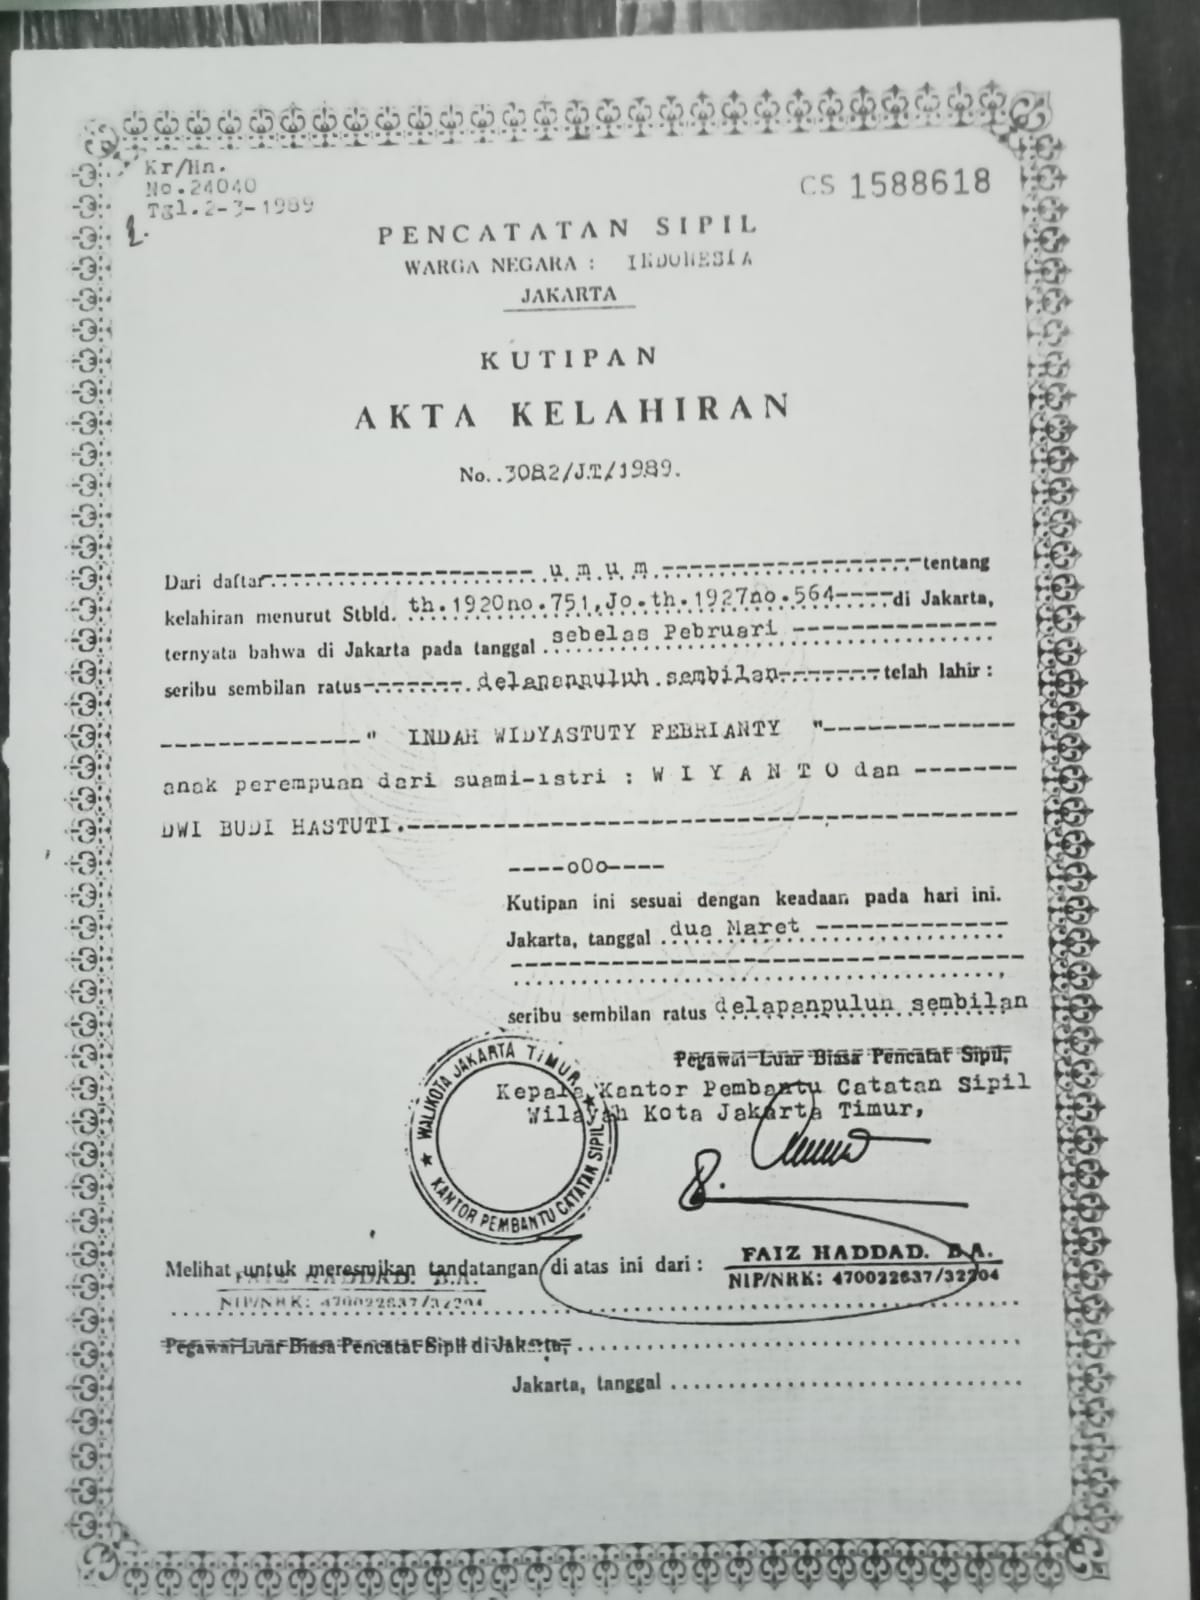 Kr/Hn.
No.24040
Tgl.2-3-1989
CS 1588618
PENCATATAN SIPIL
WARGA NEGARA : INDONESIA
JAKARTA
KUTIPAN
AKTA KELAHIRAN
No. 3082/J.T/1989.
Dari daftar umum tentang
kelahiran menurut Stbld. th.1920no.751.Jo.th.1927no.564 di Jakarta,
ternyata bahwa di Jakarta pada tanggal sebelas Pebruari
seribu sembilan ratus delapanpuluh sembilan telah lahir :
" INDAH WIDYASTUTY FEBRIANTY "
anak perempuan dari suami-istri : W I Y A N T O dan
DWI BUDI HASTUTI.
----oOo----
Kutipan ini sesuai dengan keadaan pada hari ini.
Jakarta, tanggal dua Maret
seribu sembilan ratus delapanpuluh sembilan
Pegawai Luar Biasa Pencatat Sipil,
Kepala Kantor Pembantu Catatan Sipil
Wilayah Kota Jakarta Timur,
WALIKOTA JAKARTA TIMUR
KANTOR PEMBANTU CATATAN SIPIL
FAIZ HADDAD. B.A.
NIP/NRK: 470022637/32204
Melihat untuk meresmikan tandatangan di atas ini dari :
FAIZ HADDAD. B.A.
NIP/NRK: 470022637/32204
Pegawai Luar Biasa Pencatat Sipil di Jakarta,
Jakarta, tanggal